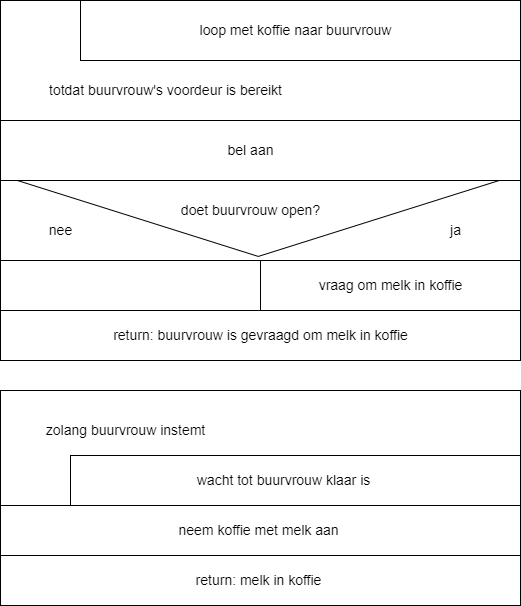 loop met koffie naar buurvrouw
totdat buurvrouw's voordeur is bereikt
bel aan
doet buurvrouw open?
nee
ja
vraag om melk in koffie
return: buurvrouw is gevraagd om melk in koffie
zolang buurvrouw instemt
wacht tot buurvrouw klaar is
neem koffie met melk aan
return: melk in koffie